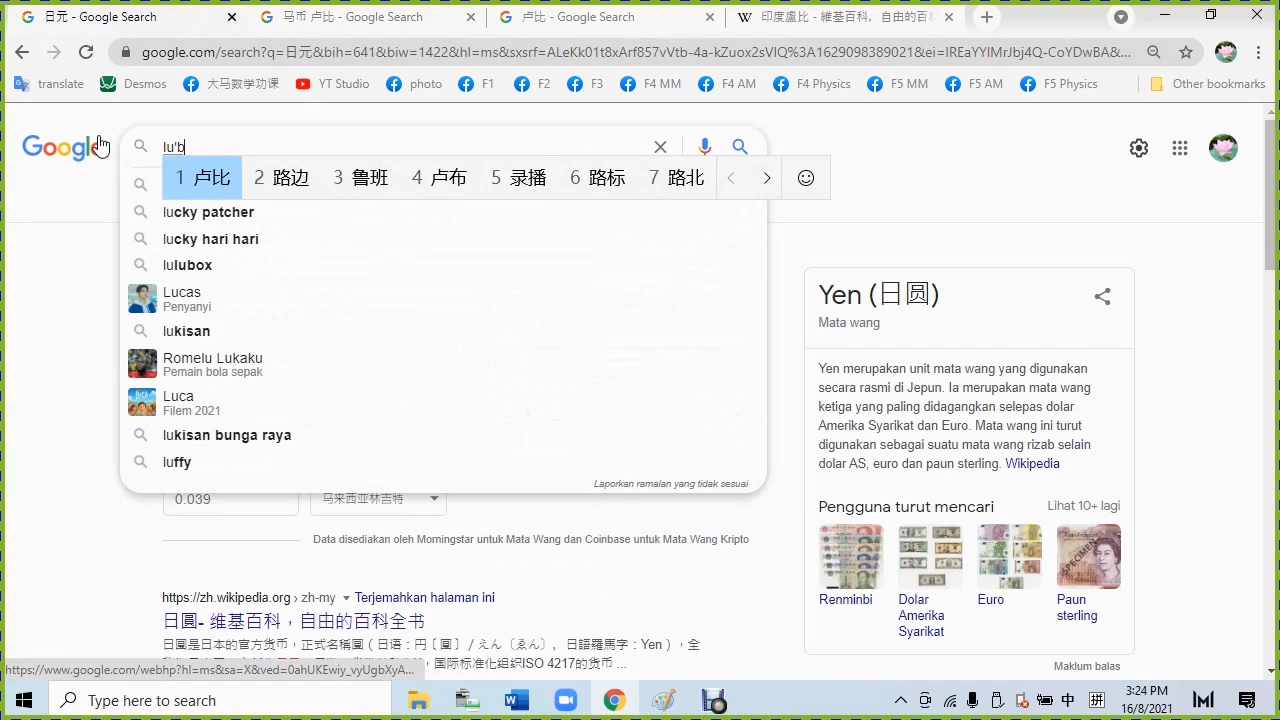 日元 - Google Search
马币 卢比 - Google Search
卢比 - Google Search
W 印度盧比 - 維基百科，自由的百科
google.com/search?q=日元&bih=641&biw=1422&hl=ms&sxsrf=ALeKk01t8xArf857vVtb-4a-kZuox2sVIQ%3A1629098389021&ei=IREaYYIMrJbj4Q-CoYDwBA&...
translate
Desmos
大马数学功课
YT Studio
photo
F1
F2
F3
F4 MM
F4 AM
F4 Physics
F5 MM
F5 AM
F5 Physics
Other bookmarks
Google
lu'b
1 卢比 2 路边 3 鲁班 4 卢布 5 录播 6 路标 7 路北
lucky patcher
lucky hari hari
lulubox
Lucas
Penyanyi
lukisan
Romelu Lukaku
Pemain bola sepak
Luca
Filem 2021
lukisan bunga raya
luffy
Laporkan ramalan yang tidak sesuai
0.039
马来西亚林吉特
Data disediakan oleh Morningstar untuk Mata Wang dan Coinbase untuk Mata Wang Kripto
https://zh.wikipedia.org › zh-my Terjemahkan halaman ini
日圓- 维基百科，自由的百科全书
日圓是日本的官方货币，正式名稱圓（日语：円〔圓〕/ えん〔ゑん〕，日語羅馬字：Yen），全
国际标准化组织ISO 4217的货币 ...
https://www.google.com/webhp?hl=ms&sa=X&ved=0ahUKEwiy_vyUgbXyA...
Yen (日圆)
Mata wang
Yen merupakan unit mata wang yang digunakan
secara rasmi di Jepun. Ia merupakan mata wang
ketiga yang paling didagangkan selepas dolar
Amerika Syarikat dan Euro. Mata wang ini turut
digunakan sebagai suatu mata wang rizab selain
dolar AS, euro dan paun sterling. Wikipedia
Pengguna turut mencari
Lihat 10+ lagi
Renminbi
Dolar
Amerika
Syarikat
Euro
Paun
sterling
Maklum balas
Type here to search
中
拼
3:24 PM
16/8/2021